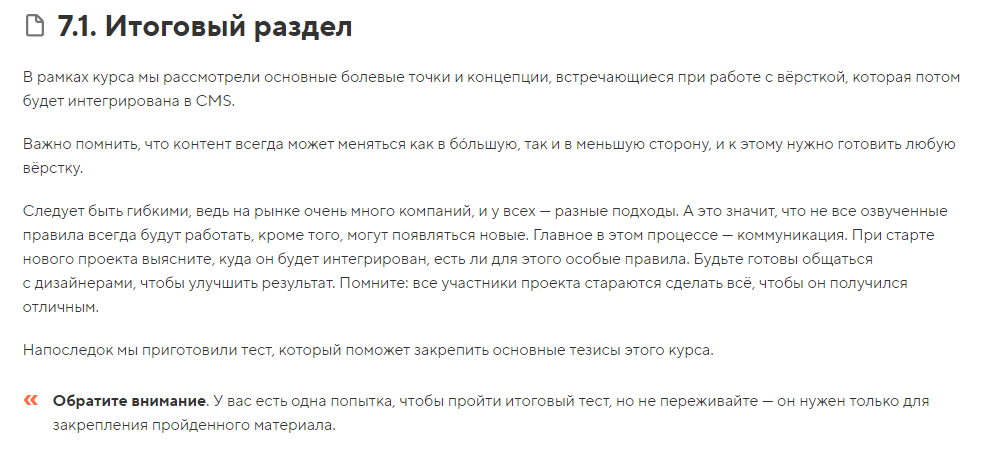 7.1. Итоговый раздел
В рамках курса мы рассмотрели основные болевые точки и концепции, встречающиеся при работе с вёрсткой, которая потом
будет интегрирована в CMS.
Важно помнить, что контент всегда может меняться как в бо́льшую, так и в меньшую сторону, и к этому нужно готовить любую
вёрстку.
Следует быть гибкими, ведь на рынке очень много компаний, и у всех — разные подходы. А это значит, что не все озвученные
правила всегда будут работать, кроме того, могут появляться новые. Главное в этом процессе — коммуникация. При старте
нового проекта выясните, куда он будет интегрирован, есть ли для этого особые правила. Будьте готовы общаться
с дизайнерами, чтобы улучшить результат. Помните: все участники проекта стараются сделать всё, чтобы он получился
отличным.
Напоследок мы приготовили тест, который поможет закрепить основные тезисы этого курса.
« Обратите внимание. У вас есть одна попытка, чтобы пройти итоговый тест, но не переживайте — он нужен только для
закрепления пройденного материала.